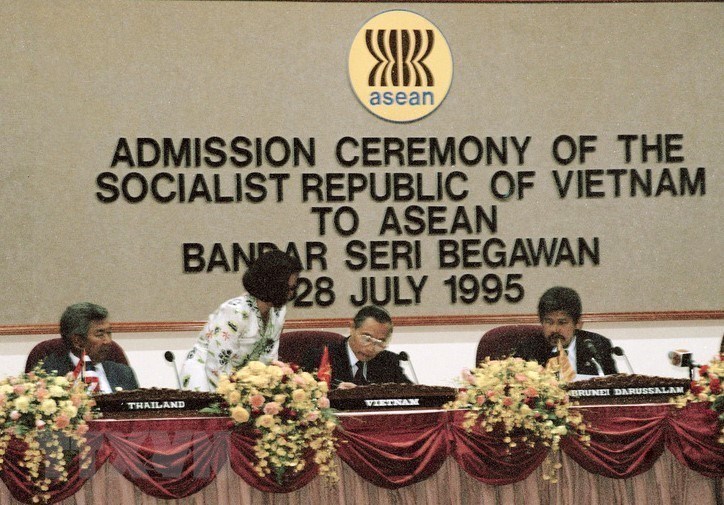 asean
ADMISSION CEREMONY OF THE
SOCIALIST REPUBLIC OF VIETNAM
TO ASEAN
BANDAR SERI BEGAWAN
28 JULY 1995
THAILAND
VIETNAM
BRUNEI DARUSSALAM
TTXVN